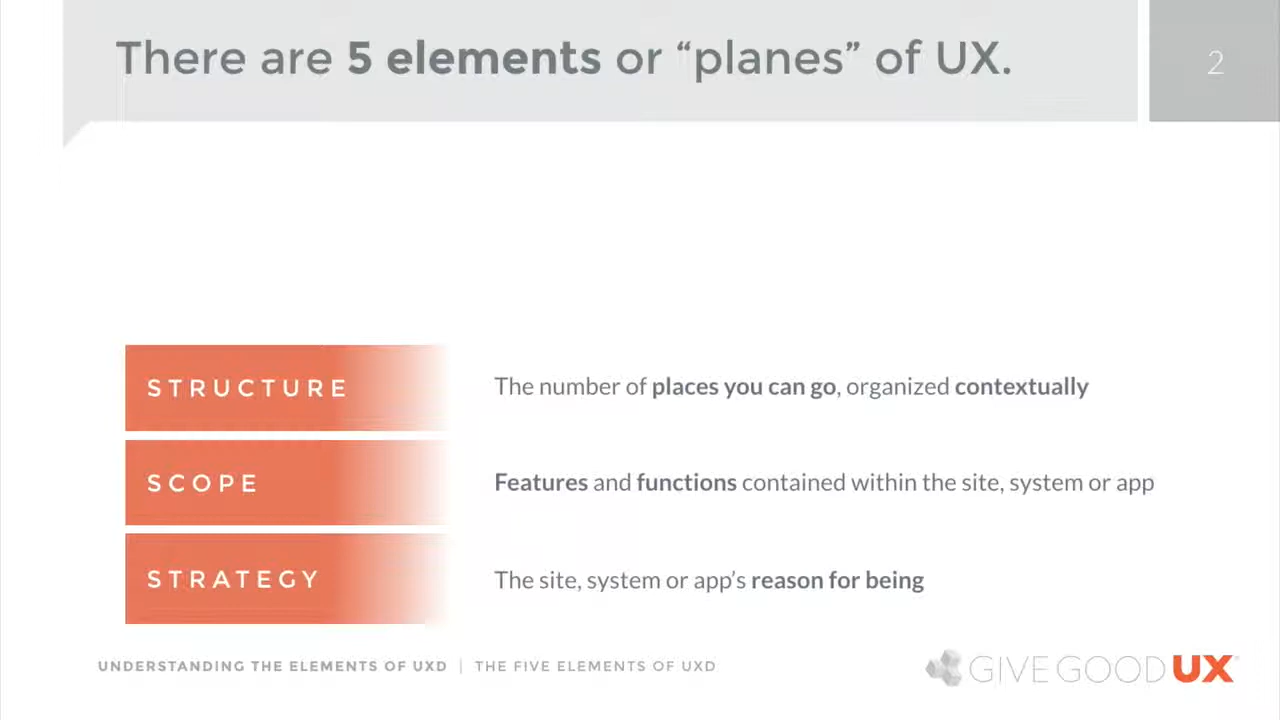 There are 5 elements or “planes” of UX.
2
STRUCTURE
The number of places you can go, organized contextually
SCOPE
Features and functions contained within the site, system or app
STRATEGY
The site, system or app’s reason for being
UNDERSTANDING THE ELEMENTS OF UXD | THE FIVE ELEMENTS OF UXD
GIVE GOOD UX